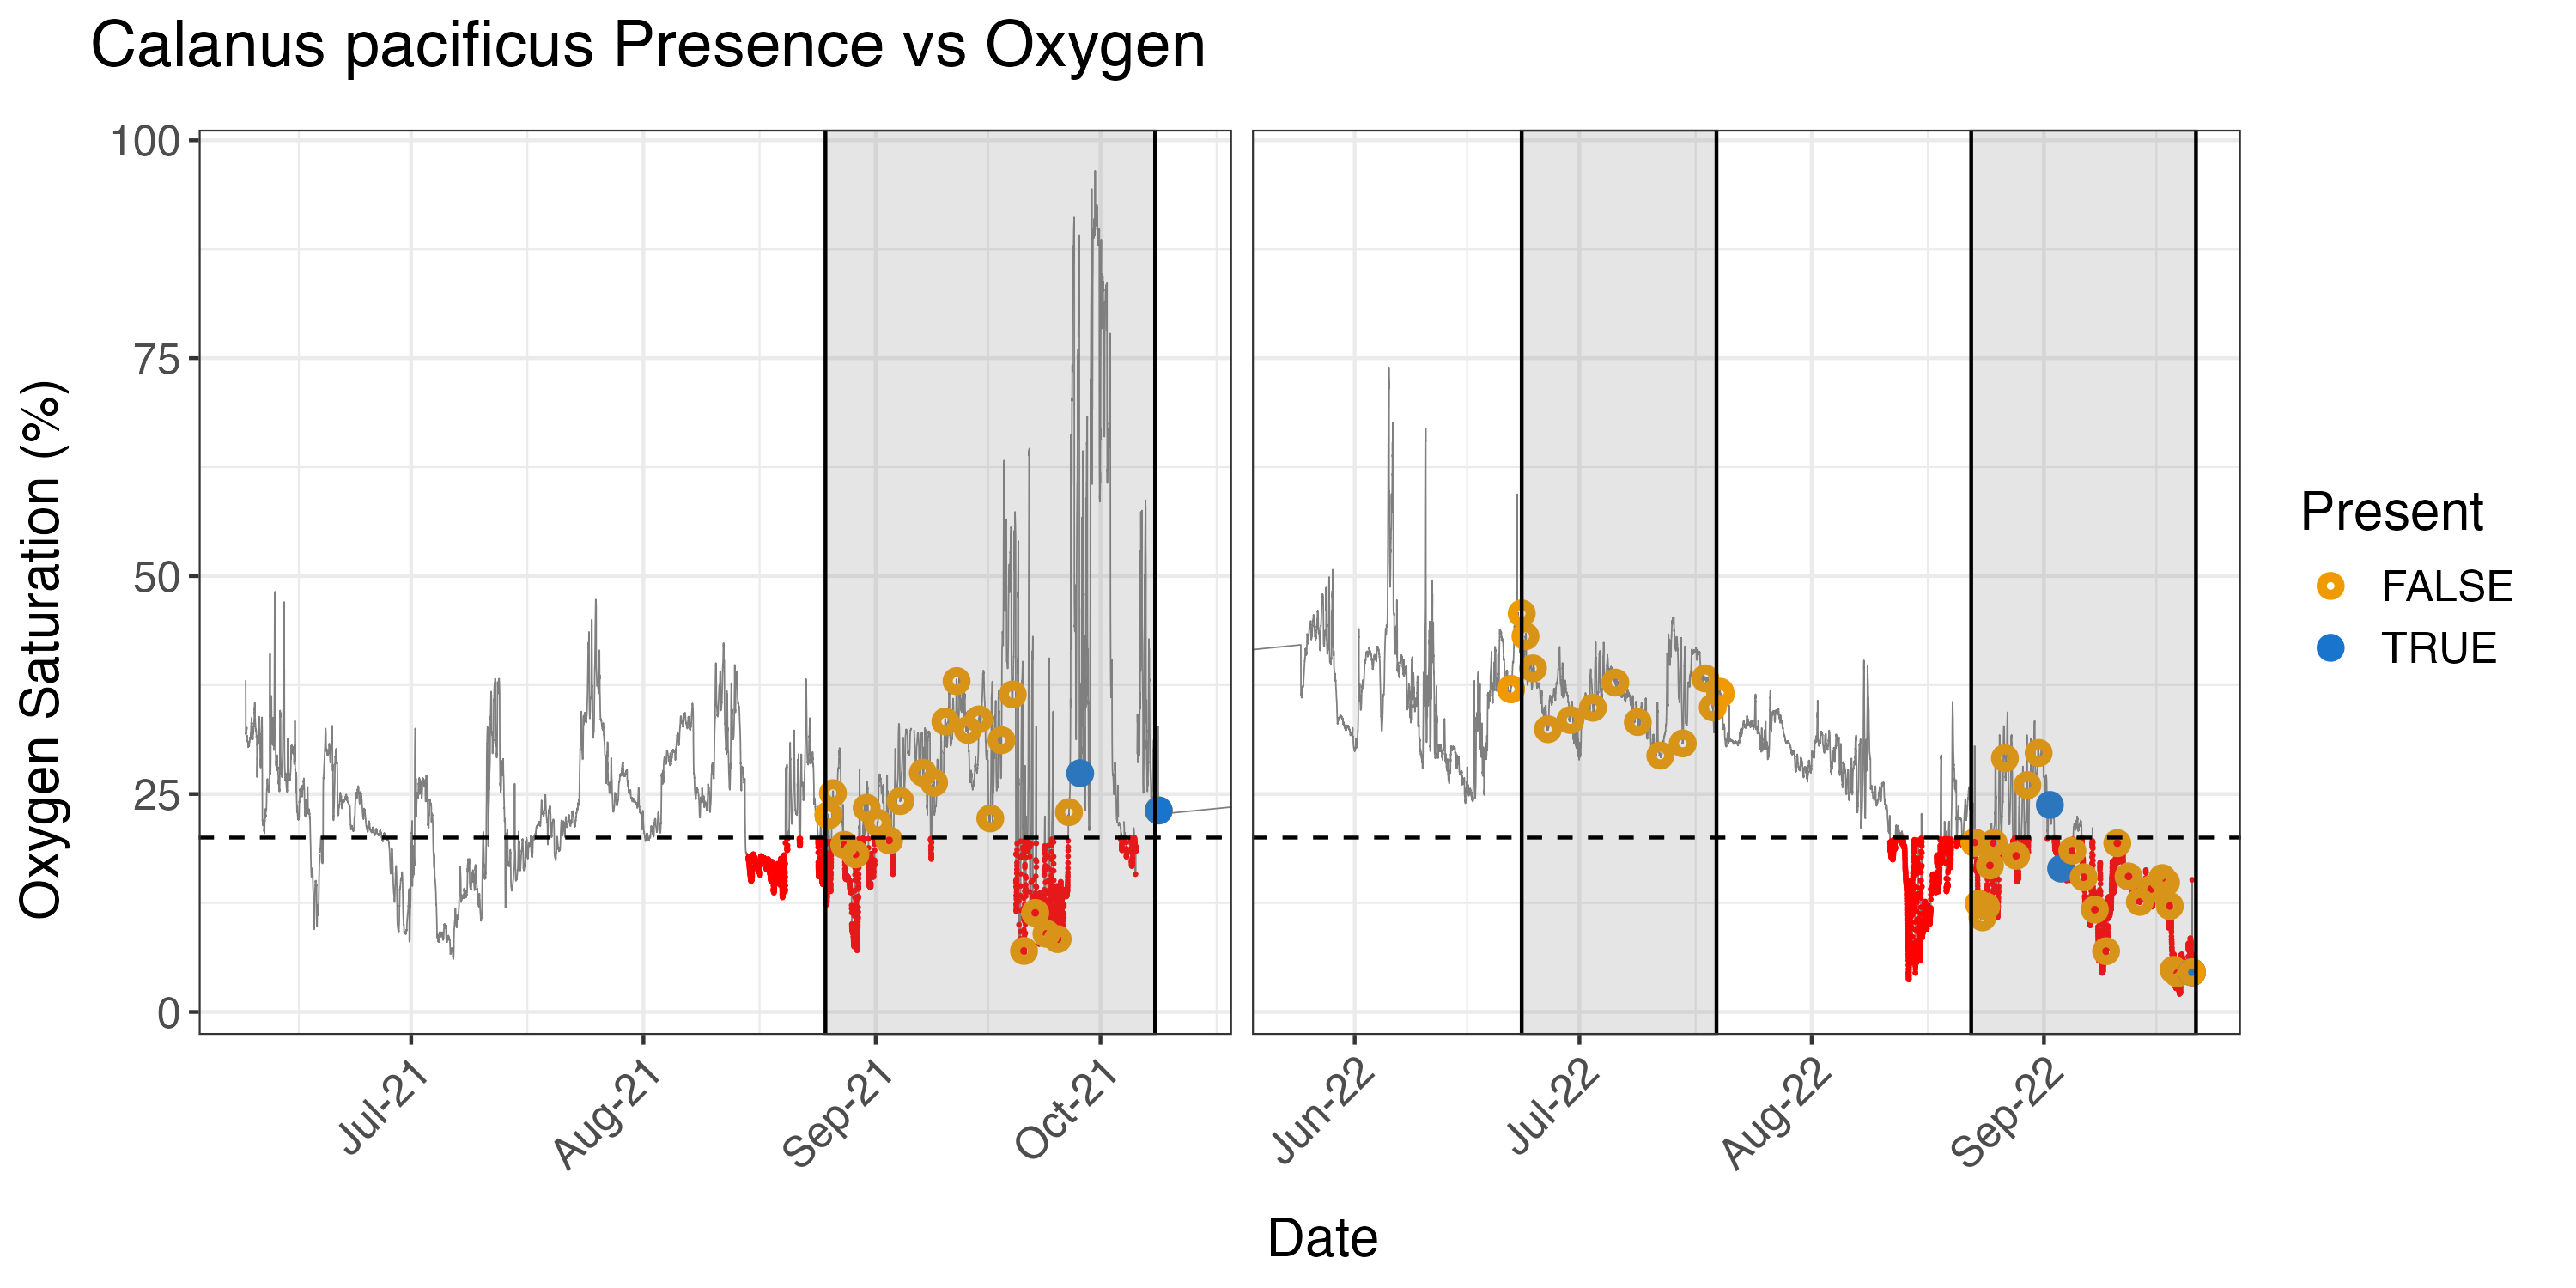 Calanus pacificus Presence vs Oxygen
Oxygen Saturation (%)
100
75
50
25
0
Jul-21
Aug-21
Sep-21
Oct-21
Jun-22
Jul-22
Aug-22
Sep-22
Date
Present
FALSE
TRUE